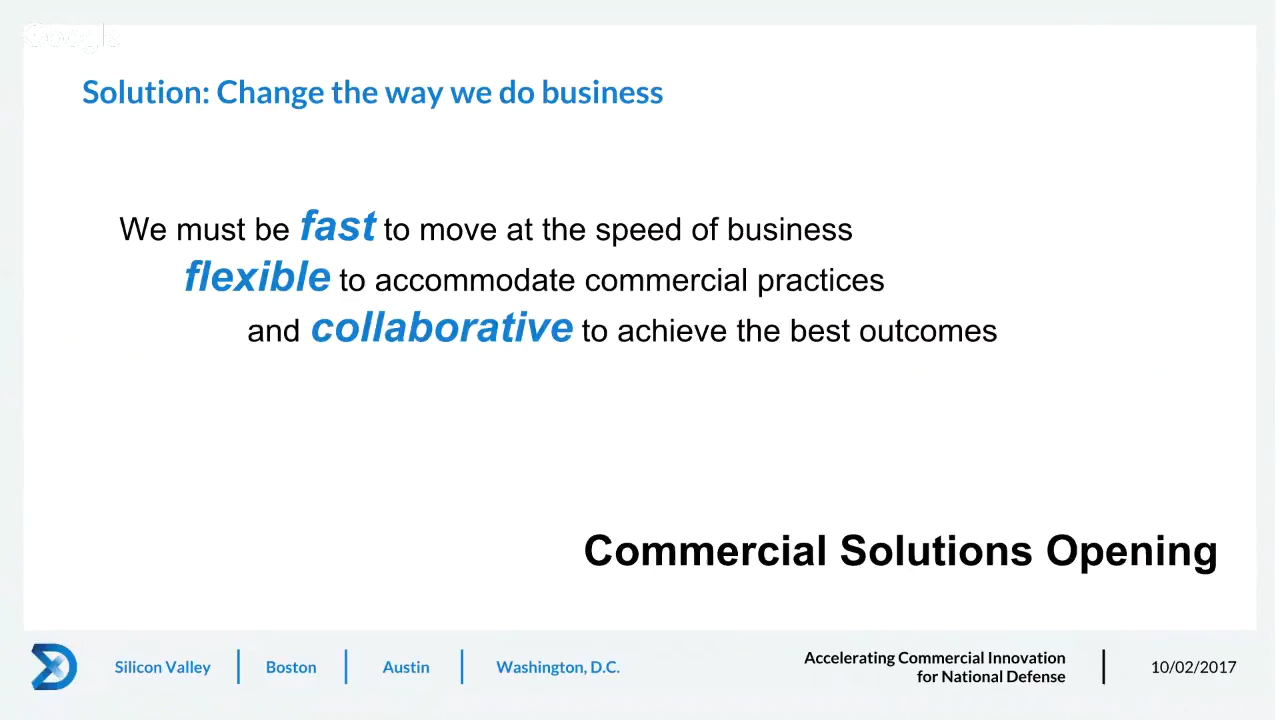 Google
Solution: Change the way we do business
We must be fast to move at the speed of business
flexible to accommodate commercial practices
and collaborative to achieve the best outcomes
Commercial Solutions Opening
Silicon Valley | Boston | Austin | Washington, D.C.
Accelerating Commercial Innovation
for National Defense
10/02/2017